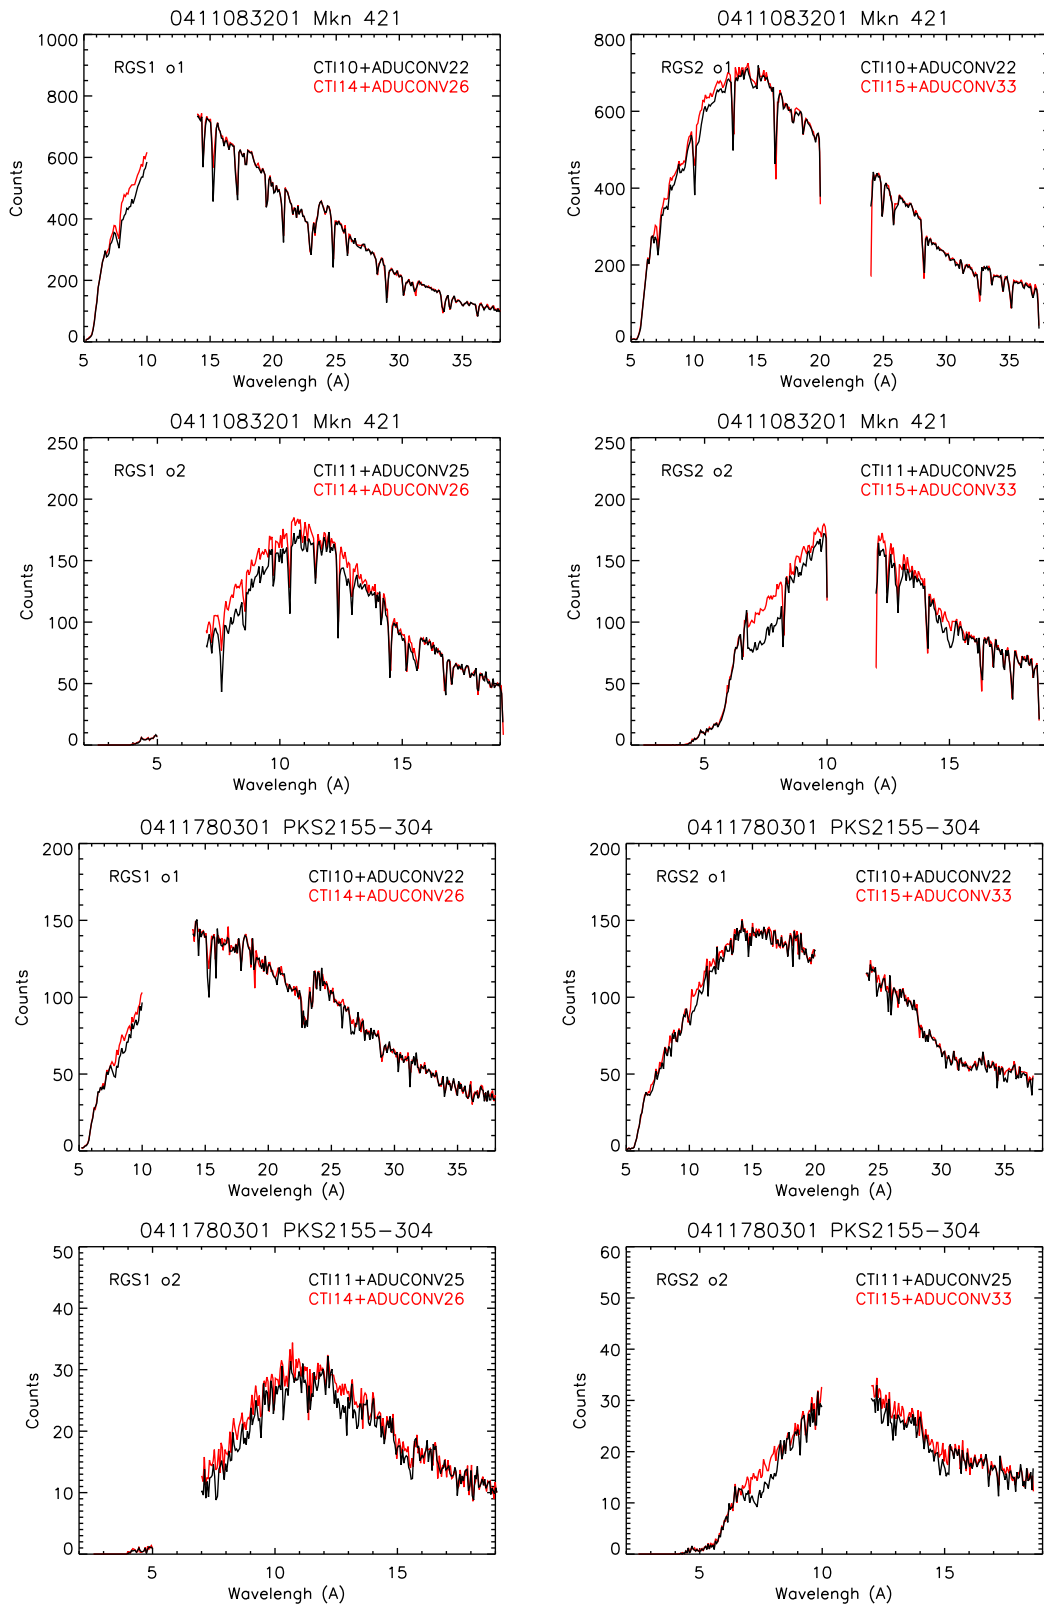 0411083201 Mkn 421
RGS1 o1
CTI10+ADUCONV22
CTI14+ADUCONV26
1000
800
600
400
200
0
Counts
5 10 15 20 25 30 35
Wavelengh (A)
0411083201 Mkn 421
RGS2 o1
CTI10+ADUCONV22
CTI15+ADUCONV33
800
600
400
200
0
Counts
5 10 15 20 25 30 35
Wavelengh (A)
0411083201 Mkn 421
RGS1 o2
CTI11+ADUCONV25
CTI14+ADUCONV26
250
200
150
100
50
0
Counts
5 10 15
Wavelengh (A)
0411083201 Mkn 421
RGS2 o2
CTI11+ADUCONV25
CTI15+ADUCONV33
250
200
150
100
50
0
Counts
5 10 15
Wavelengh (A)
0411780301 PKS2155-304
RGS1 o1
CTI10+ADUCONV22
CTI14+ADUCONV26
200
150
100
50
0
Counts
5 10 15 20 25 30 35
Wavelengh (A)
0411780301 PKS2155-304
RGS2 o1
CTI10+ADUCONV22
CTI15+ADUCONV33
200
150
100
50
0
Counts
5 10 15 20 25 30 35
Wavelengh (A)
0411780301 PKS2155-304
RGS1 o2
CTI11+ADUCONV25
CTI14+ADUCONV26
50
40
30
20
10
0
Counts
5 10 15
Wavelengh (A)
0411780301 PKS2155-304
RGS2 o2
CTI11+ADUCONV25
CTI15+ADUCONV33
60
50
40
30
20
10
0
Counts
5 10 15
Wavelengh (A)